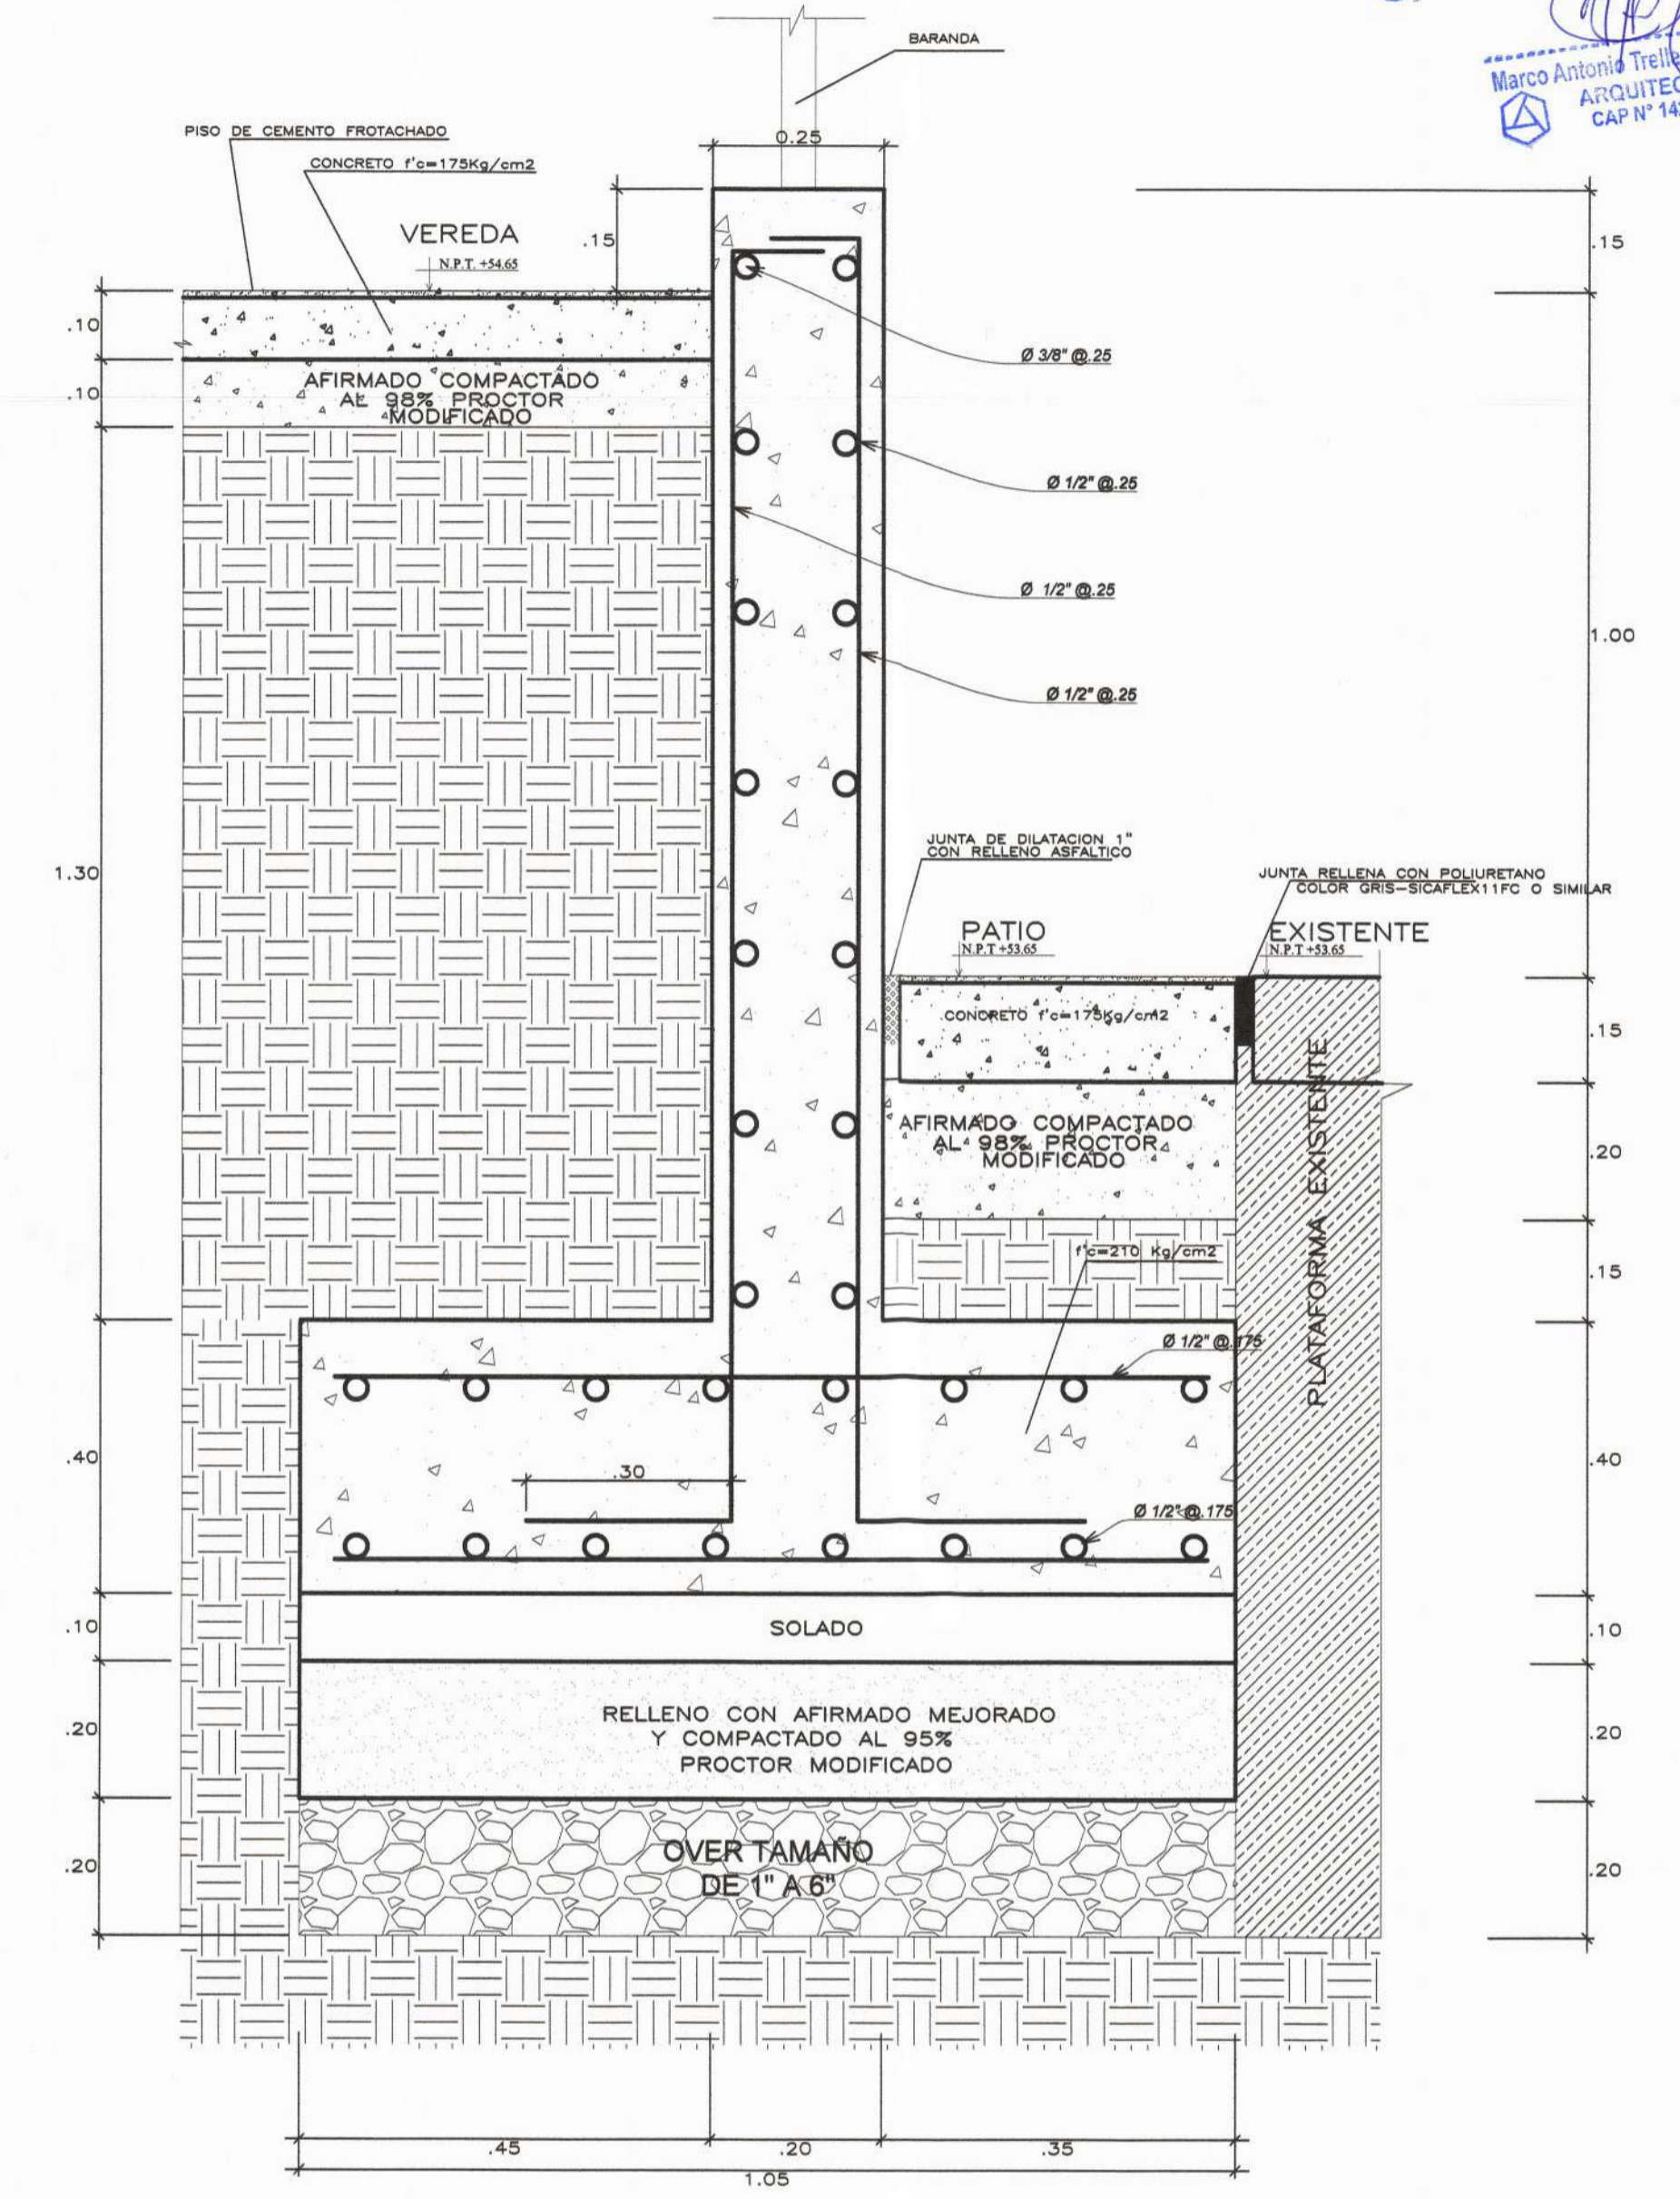 BARANDA
Marco Antonio
CAP N°
PISO DE CEMENTO FROTACHADO
CONCRETO f'c=175Kg/cm2
0.25
VEREDA
N.P.T. +54.65
.15
.15
.10
.10
AFIRMADO COMPACTADO
AL 98% PROCTOR
MODIFICADO
Ø 3/8" @.25
Ø 1/2" @.25
Ø 1/2" @.25
Ø 1/2" @.25
1.00
1.30
JUNTA DE DILATACION 1"
CON RELLENO ASFALTICO
JUNTA RELLENA CON POLIURETANO
COLOR GRIS-SICAFLEX11FC O SIMILAR
PATIO
N.P.T +53.65
EXISTENTE
N.P.T +53.65
CONCRETO f'c=175Kg/cm2
.15
AFIRMADO COMPACTADO
AL 98% PROCTOR
MODIFICADO
.20
PLATAFORMA EXISTENTE
f'c=210 Kg/cm2
.15
Ø 1/2" @.175
.40
.30
.40
Ø 1/2" @.175
.10
SOLADO
.10
RELLENO CON AFIRMADO MEJORADO
Y COMPACTADO AL 95%
PROCTOR MODIFICADO
.20
.20
OVER TAMAÑO
DE 1" A 6"
.20
.20
.45
.20
.35
1.05